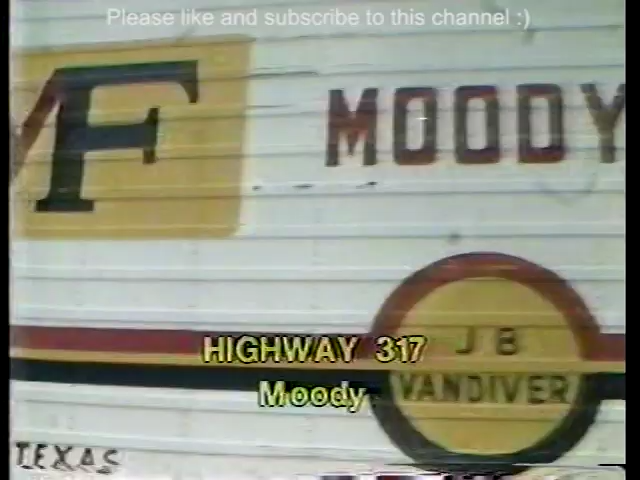 Please like and subscribe to this channel :)
F MOODY
J B
VANDIVER
HIGHWAY 317
Moody
TEXAS